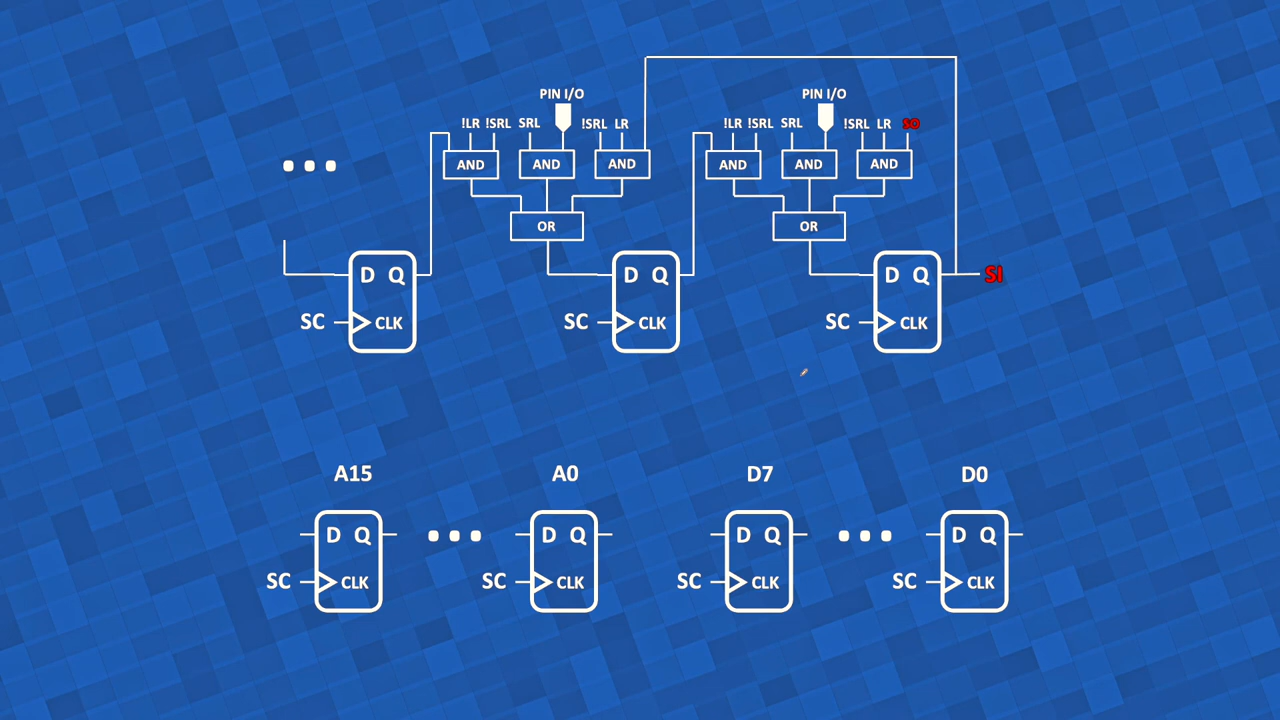 PIN I/O PIN I/O
!LR !SRL SRL !SRL LR !LR !SRL SRL !SRL LR SO
AND AND AND AND AND AND
OR OR
D Q D Q D Q SI
SC CLK SC CLK SC CLK
A15 A0 D7 D0
D Q D Q D Q D Q
SC CLK SC CLK SC CLK SC CLK